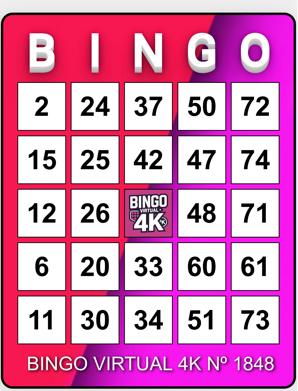 B I N G O
2 24 37 50 72
15 25 42 47 74
12 26 BINGO VIRTUAL 4K 48 71
6 20 33 60 61
11 30 34 51 73
BINGO VIRTUAL 4K Nº 1848